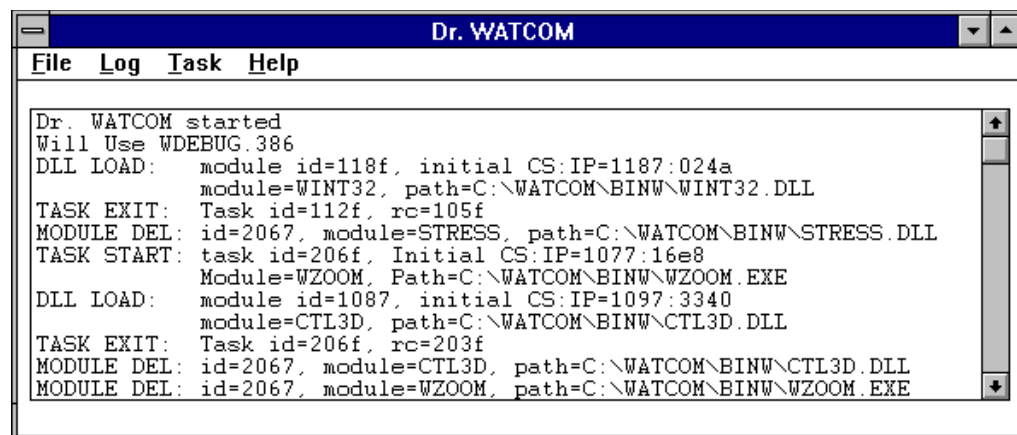 Dr. WATCOM
File Log Task Help
Dr. WATCOM started
Will Use WDEBUG.386
DLL LOAD: module id=118f, initial CS:IP=1187:024a
module=WINT32, path=C:\WATCOM\BINW\WINT32.DLL
TASK EXIT: Task id=112f, rc=105f
MODULE DEL: id=2067, module=STRESS, path=C:\WATCOM\BINW\STRESS.DLL
TASK START: task id=206f, Initial CS:IP=1077:16e8
Module=WZOOM, Path=C:\WATCOM\BINW\WZOOM.EXE
DLL LOAD: module id=1087, initial CS:IP=1097:3340
module=CTL3D, path=C:\WATCOM\BINW\CTL3D.DLL
TASK EXIT: Task id=206f, rc=203f
MODULE DEL: id=2067, module=CTL3D, path=C:\WATCOM\BINW\CTL3D.DLL
MODULE DEL: id=2067, module=WZOOM, path=C:\WATCOM\BINW\WZOOM.EXE